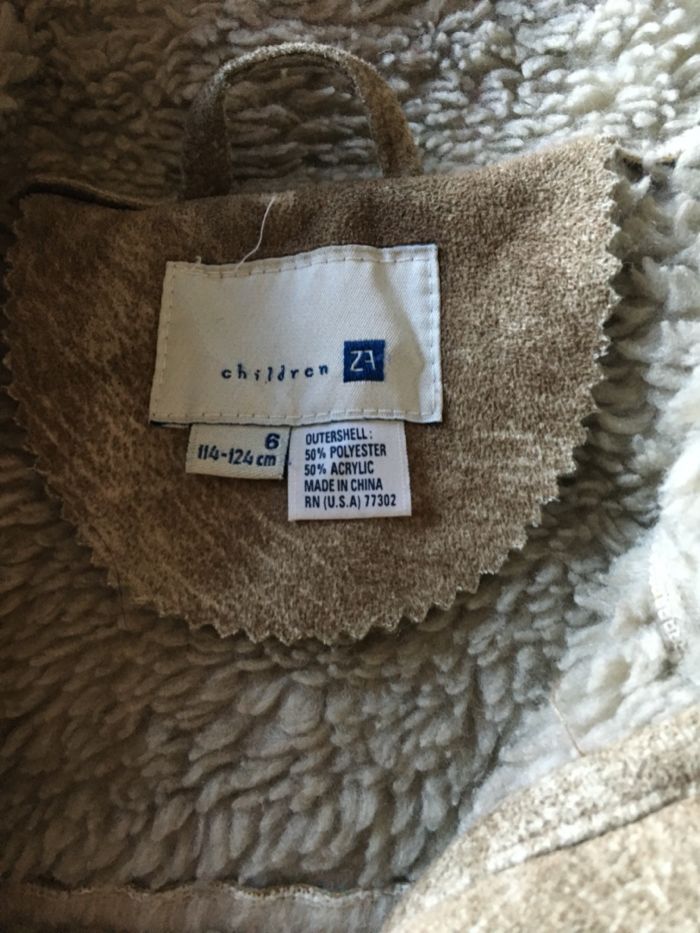 children ZA
6
114-124 cm
OUTERSHELL:
50% POLYESTER
50% ACRYLIC
MADE IN CHINA
RN (U.S.A) 77302